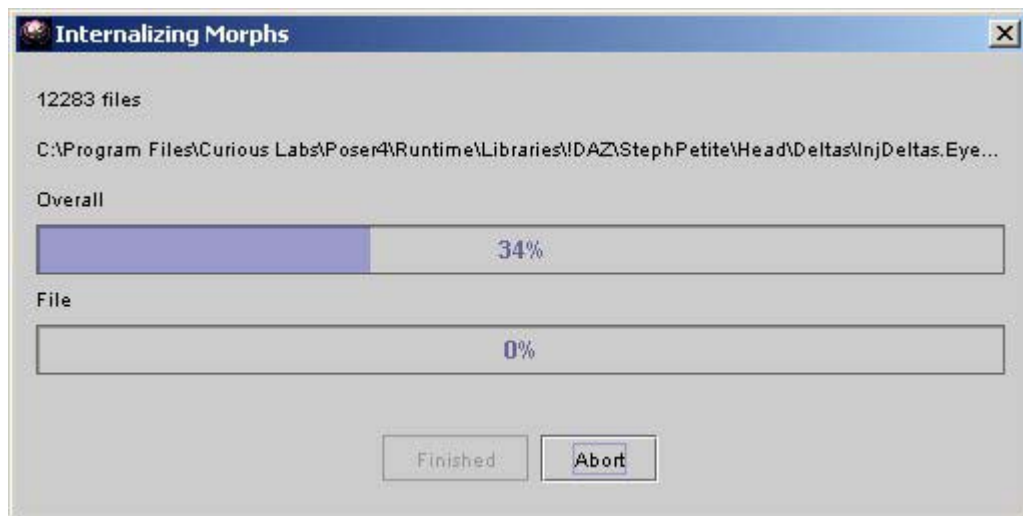 Internalizing Morphs
12283 files
C:\Program Files\Curious Labs\Poser4\Runtime\Libraries\!DAZ\StephPetite\Head\Deltas\InjDeltas.Eye...
Overall
34%
File
0%
Finished Abort